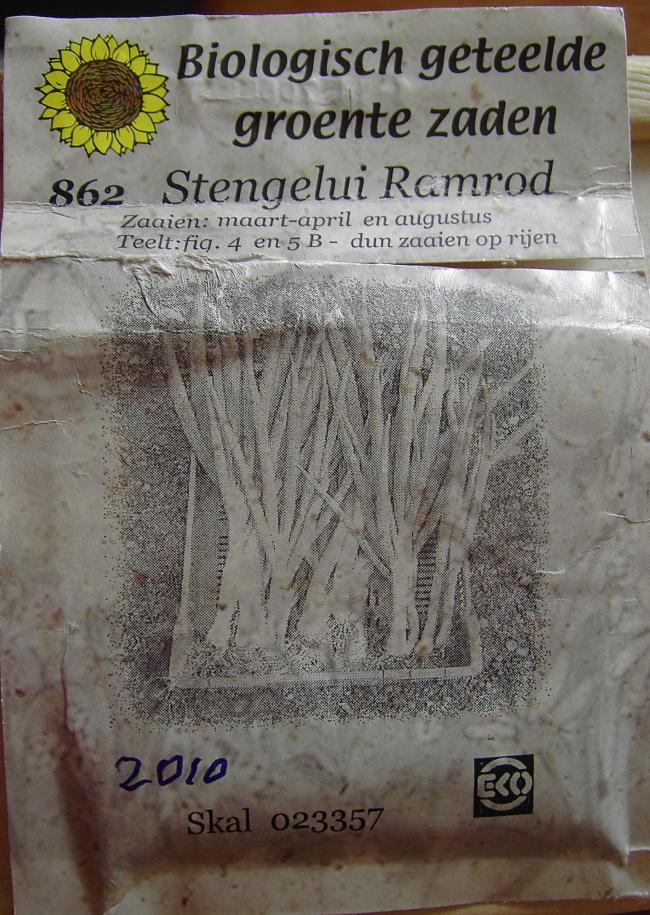 Biologisch geteelde
groente zaden
862 Stengelui Ramrod
Zaaien: maart-april en augustus
Teelt: fig. 4 en 5 B - dun zaaien op rijen
2010
EKO
Skal 023357